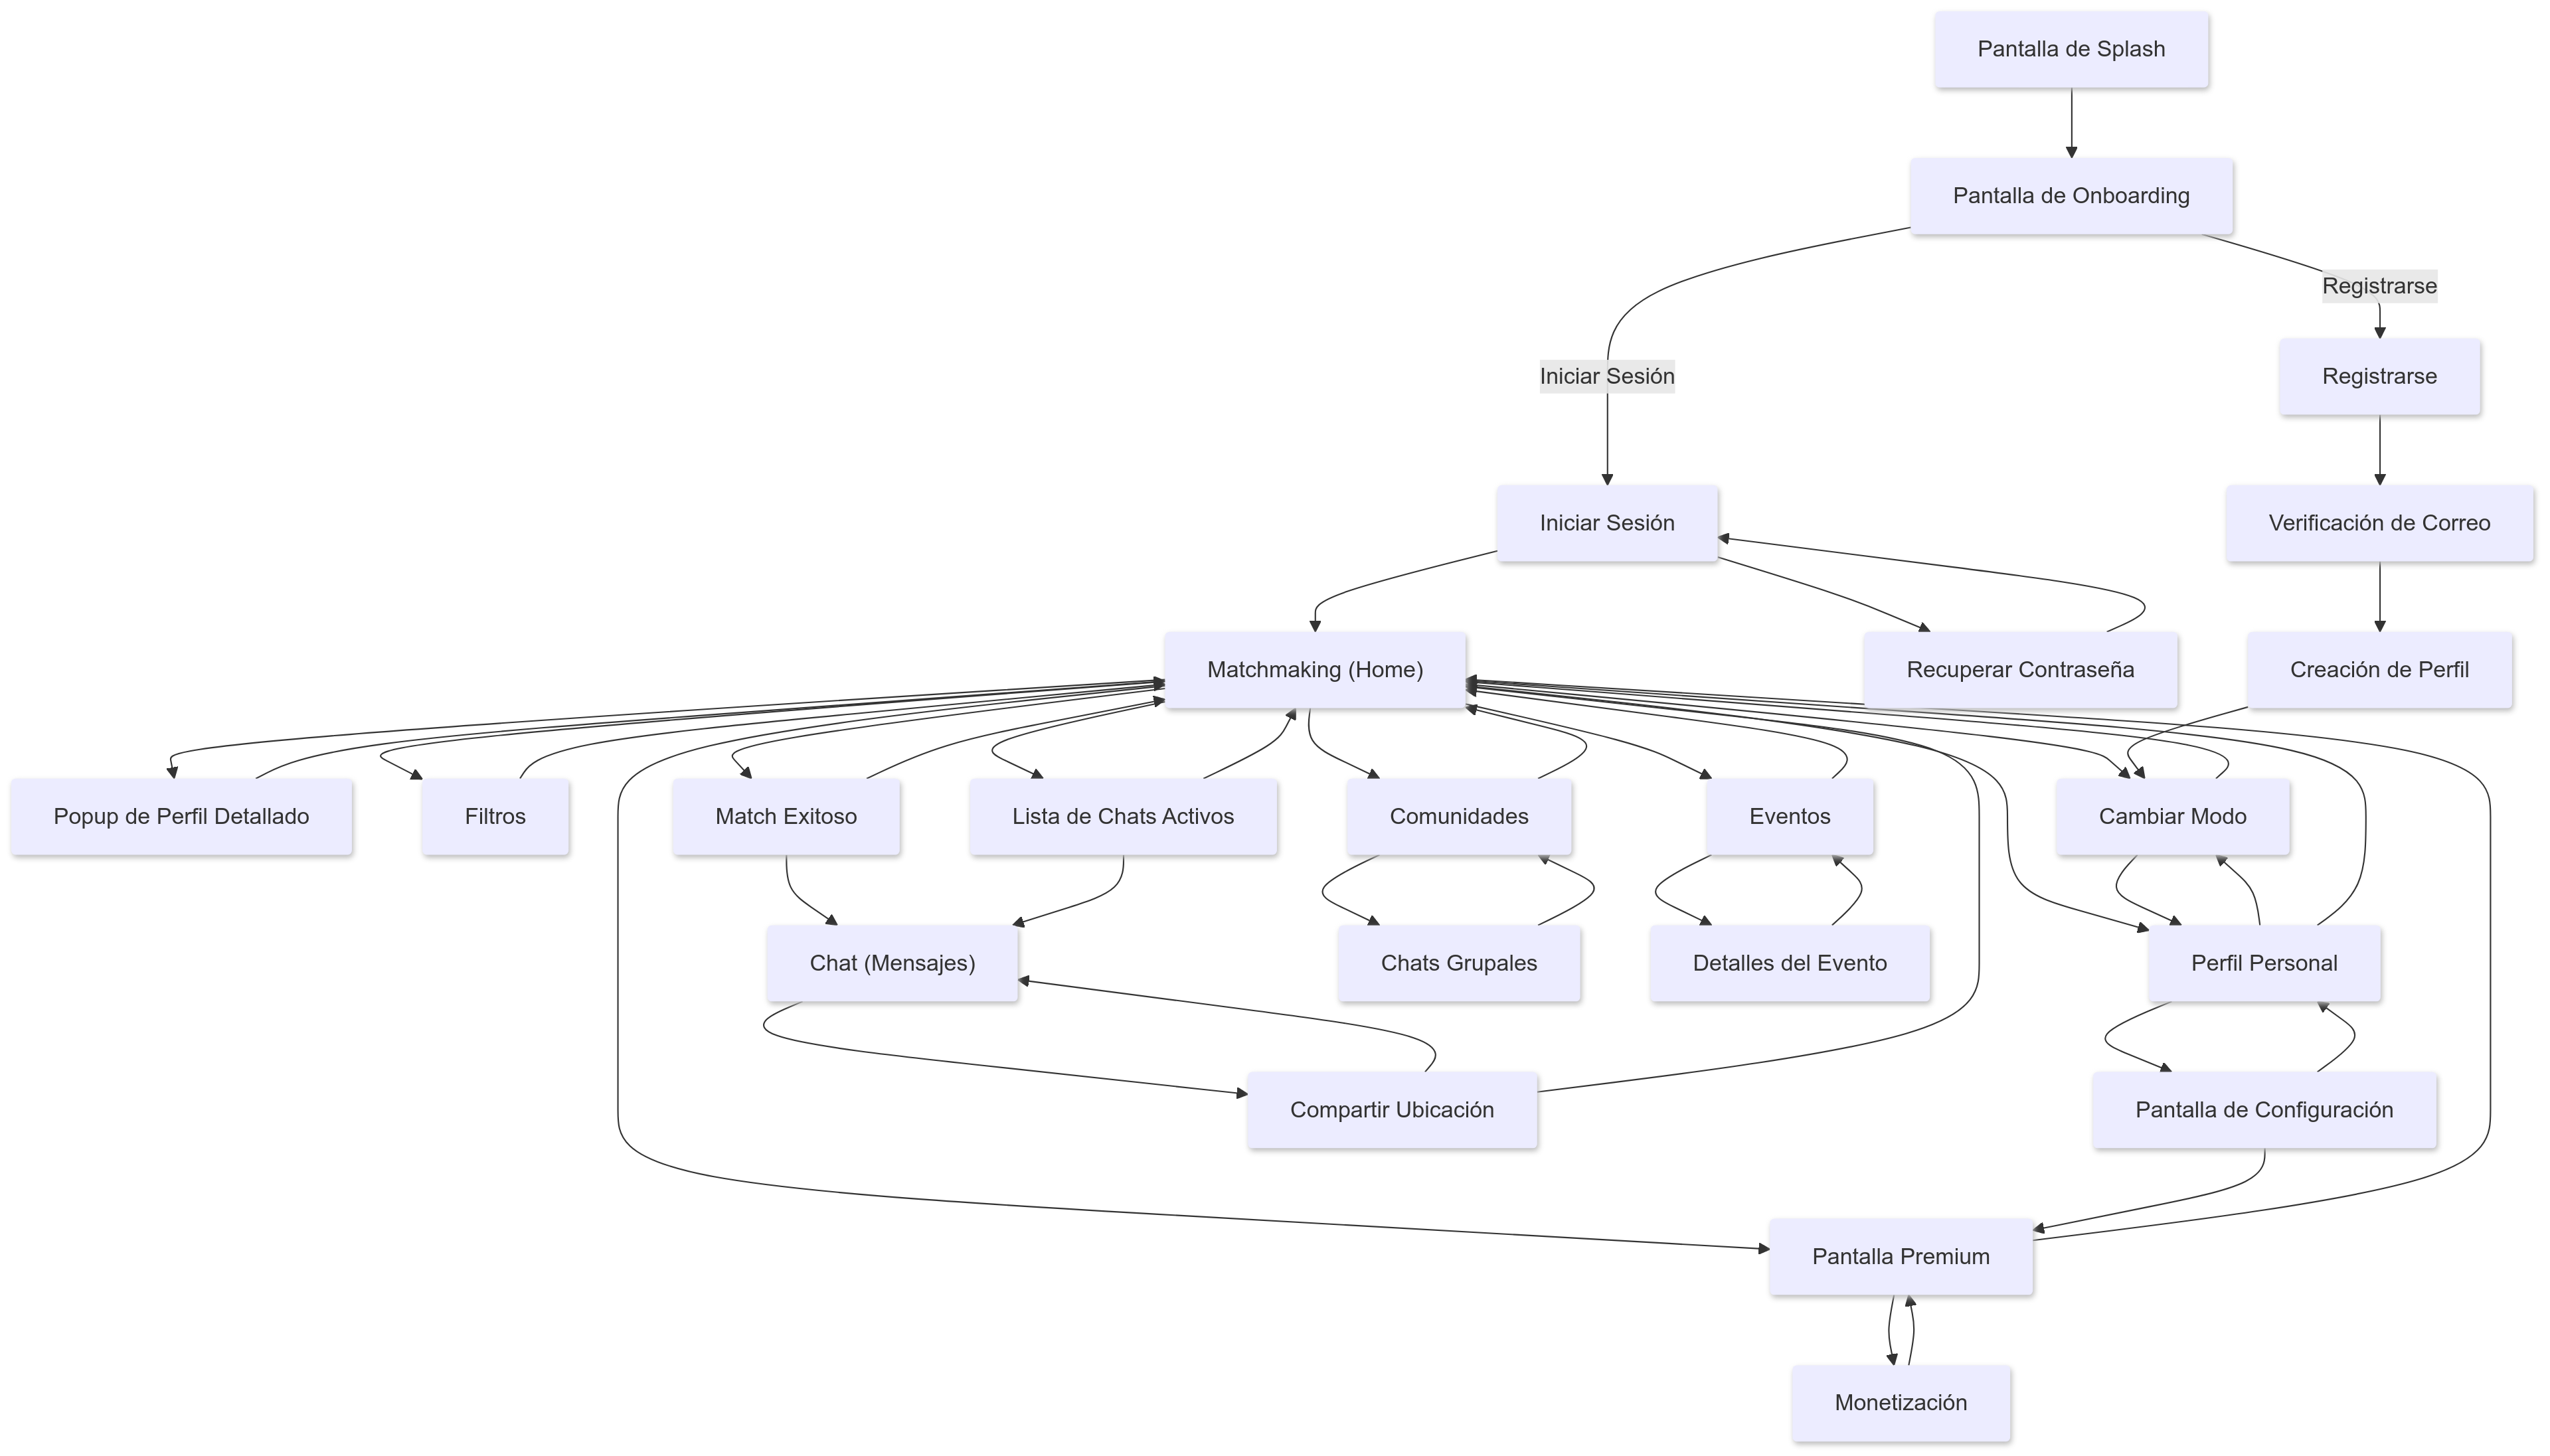 Pantalla de Splash
Pantalla de Onboarding
Registrarse
Iniciar Sesión
Registrarse
Iniciar Sesión
Verificación de Correo
Matchmaking (Home)
Recuperar Contraseña
Creación de Perfil
Popup de Perfil Detallado
Filtros
Match Exitoso
Lista de Chats Activos
Comunidades
Eventos
Cambiar Modo
Chat (Mensajes)
Chats Grupales
Detalles del Evento
Perfil Personal
Compartir Ubicación
Pantalla de Configuración
Pantalla Premium
Monetización